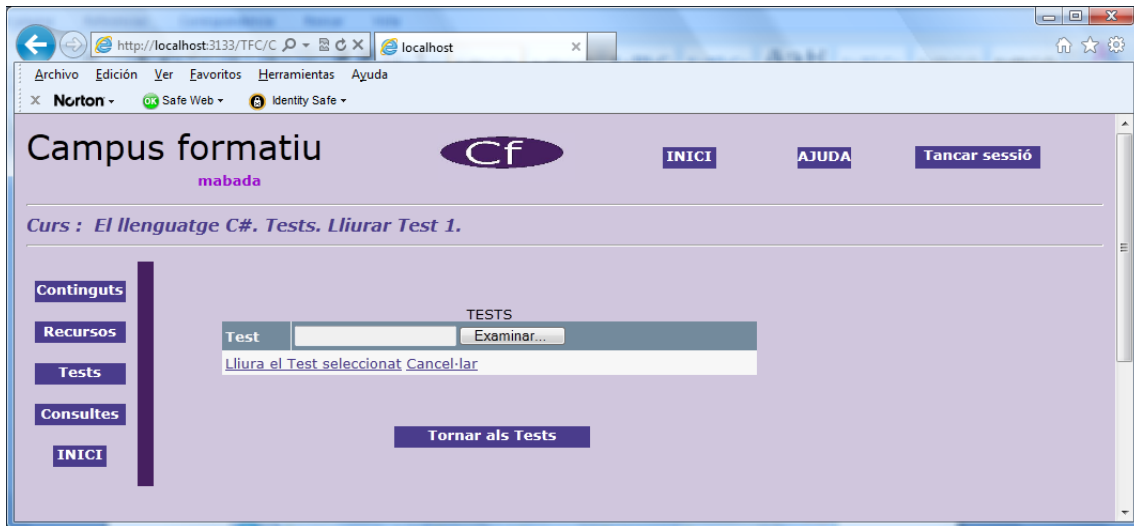 http://localhost:3133/TFC/C
localhost
Archivo Edición Ver Favoritos Herramientas Ayuda
Norton
OK Safe Web
Identity Safe
Campus formatiu
Cf
INICI
AJUDA
Tancar sessió
mabada
Curs : El llenguatge C#. Tests. Lliurar Test 1.
Continguts
Recursos
Tests
Consultes
INICI
TESTS
Test Examinar...
Lliura el Test seleccionat Cancel·lar
Tornar als Tests